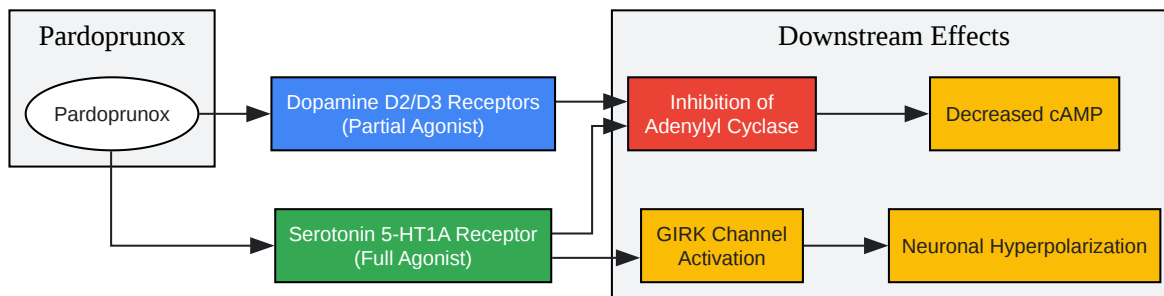 Pardoprunox
Downstream Effects
Pardoprunox
Dopamine D2/D3 Receptors
(Partial Agonist)
Inhibition of
Adenylyl Cyclase
Decreased cAMP
Serotonin 5-HT1A Receptor
(Full Agonist)
GIRK Channel
Activation
Neuronal Hyperpolarization